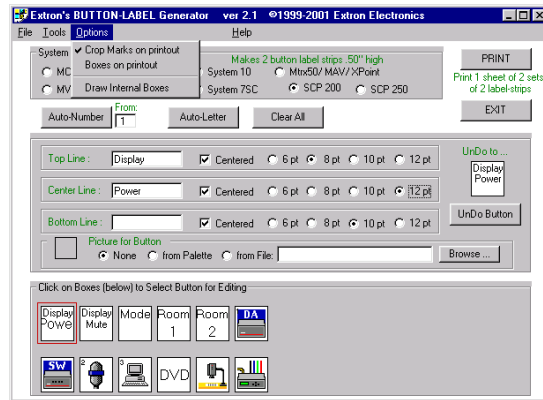 Extron's BUTTON-LABEL Generator ver 2.1 ©1999-2001 Extron Electronics
File Tools Options Help
Crop Marks on printout
Boxes on printout
Draw Internal Boxes
System
Makes 2 button label strips .50" high
MC
System 10
Mtrx50/ MAV/ XPoint
MV
System 7SC
SCP 200
SCP 250
PRINT
Print 1 sheet of 2 sets
of 2 label-strips
EXIT
Auto-Number
From:
1
Auto-Letter
Clear All
Top Line : Display Centered 6 pt 8 pt 10 pt 12 pt
Center Line : Power Centered 6 pt 8 pt 10 pt 12 pt
Bottom Line : Centered 6 pt 8 pt 10 pt 12 pt
UnDo to ...
Display
Power
UnDo Button
Picture for Button
None from Palette from File: Browse ...
Click on Boxes (below) to Select Button for Editing
Display
Powe
Display
Mute
Mode
Room
1
Room
2
DA
SW
2
3
DVD